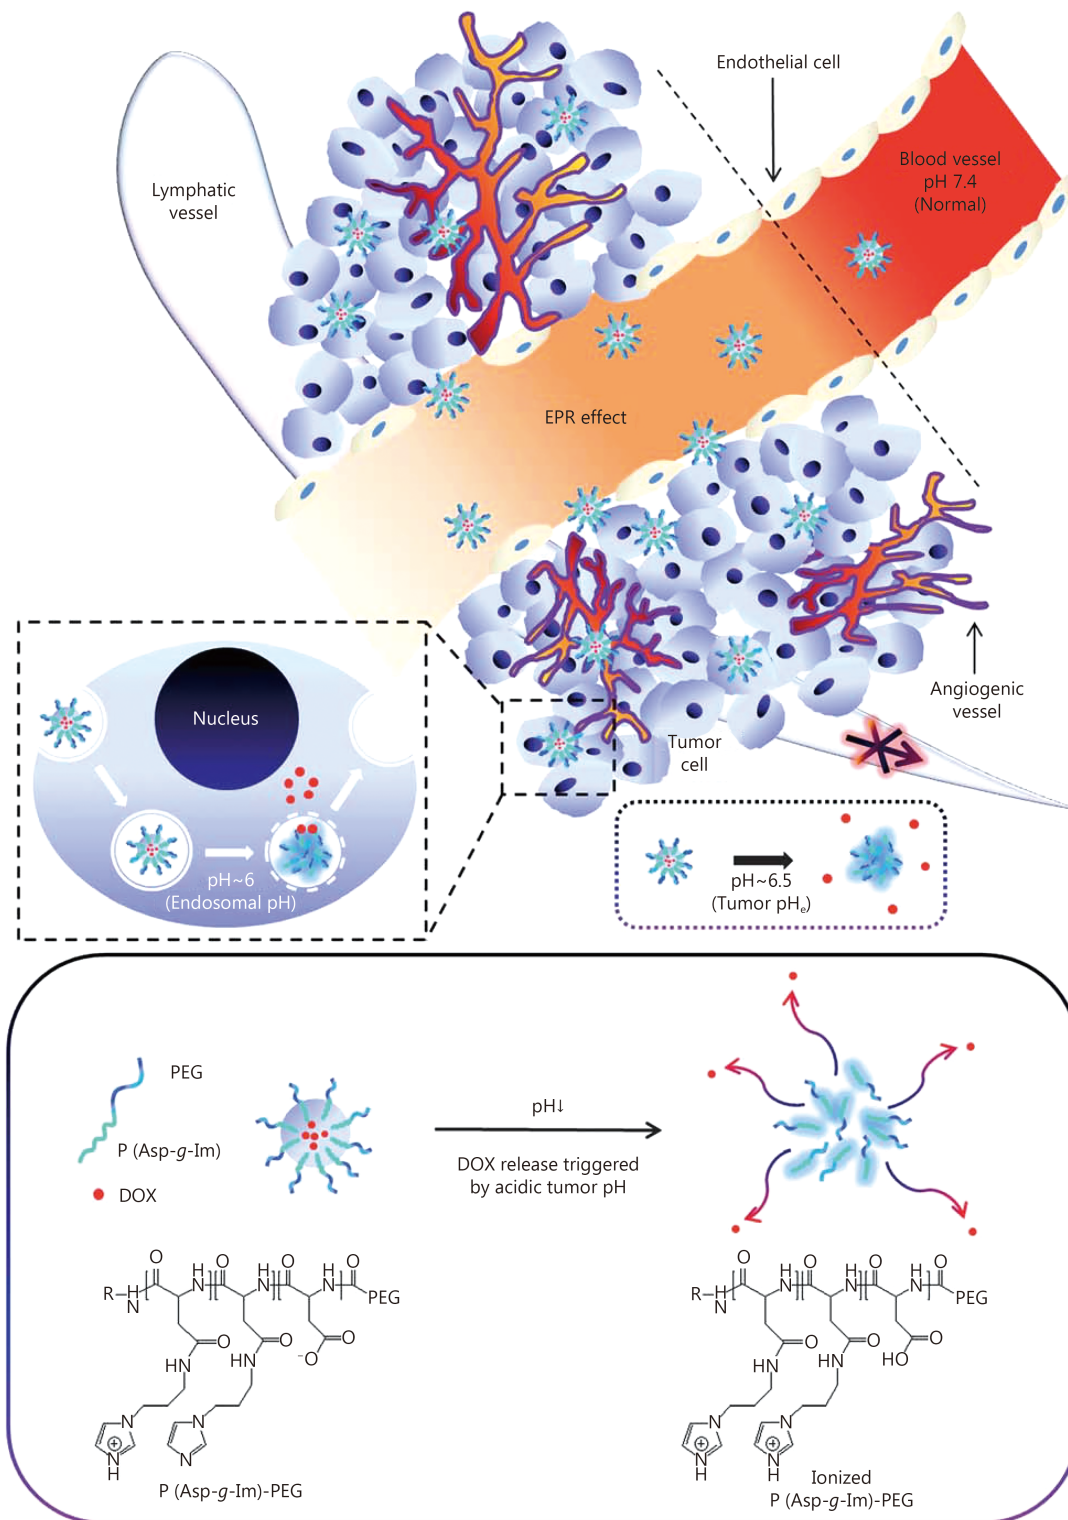 Endothelial cell
Blood vessel
pH 7.4
(Normal)
Lymphatic
vessel
EPR effect
Angiogenic
vessel
Tumor
cell
Nucleus
pH~6
(Endosomal pH)
pH~6.5
(Tumor pHₑ)
PEG
P (Asp-g-Im)
DOX
pH↓
DOX release triggered
by acidic tumor pH
O H O H O H O
N N N
R N PEG
H
O O O
⁻O
HN HN
N N
⊕ N
N
H
P (Asp-g-Im)-PEG
O H O H O H O
N N N
R N PEG
H
O O O
HO
HN HN
N N
⊕ ⊕
N N
H H
Ionized
P (Asp-g-Im)-PEG